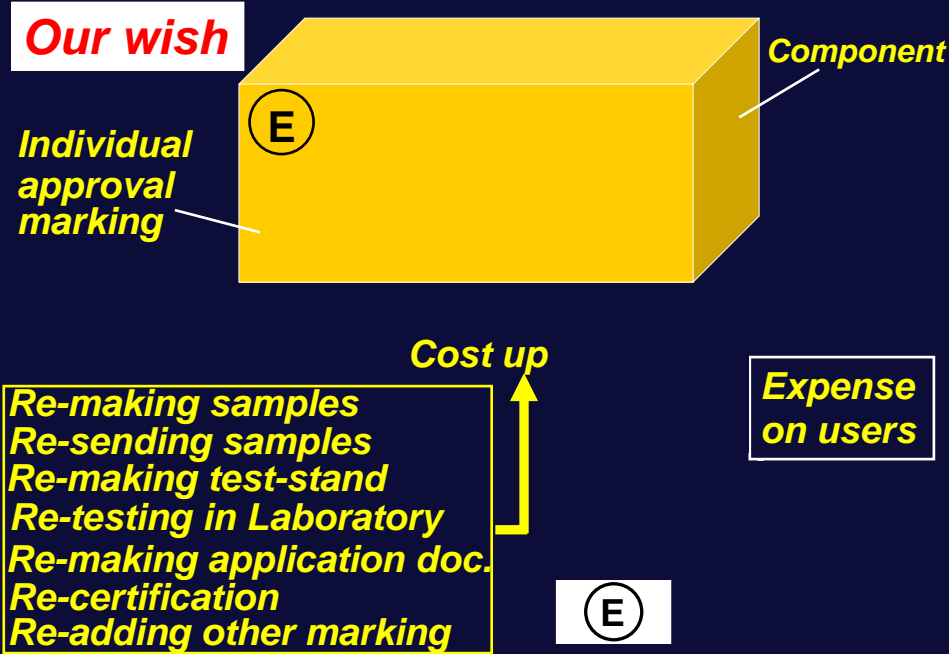 Our wish
Component
E
Individual
approval
marking
Cost up
Expense
on users
Re-making samples
Re-sending samples
Re-making test-stand
Re-testing in Laboratory
Re-making application doc.
Re-certification
Re-adding other marking
E